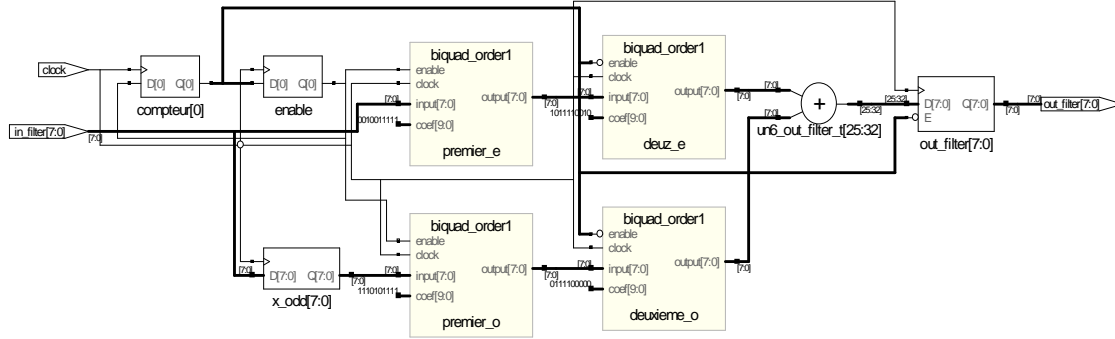 clock
in_filter[7:0]
[7:0]
D[0] Q[0]
compteur[0]
D[0] Q[0]
enable
[7:0]
D[7:0] Q[7:0]
[7:0]
x_odd[7:0]
biquad_order1
enable
clock
[7:0]
input[7:0]
output[7:0]
[7:0]
0010011111
coef[9:0]
premier_e
biquad_order1
enable
clock
[7:0]
input[7:0]
output[7:0]
[7:0]
1110101111
coef[9:0]
premier_o
biquad_order1
enable
clock
[7:0]
input[7:0]
output[7:0]
[7:0]
1011110010
coef[9:0]
deuz_e
biquad_order1
enable
clock
[7:0]
input[7:0]
output[7:0]
[7:0]
0111100000
coef[9:0]
deuxieme_o
[7:0]
[7:0]
+
[25:32]
un6_out_filter_t[25:32]
[25:32]
D[7:0] Q[7:0]
E
[7:0]
out_filter[7:0]
out_filter[7:0]